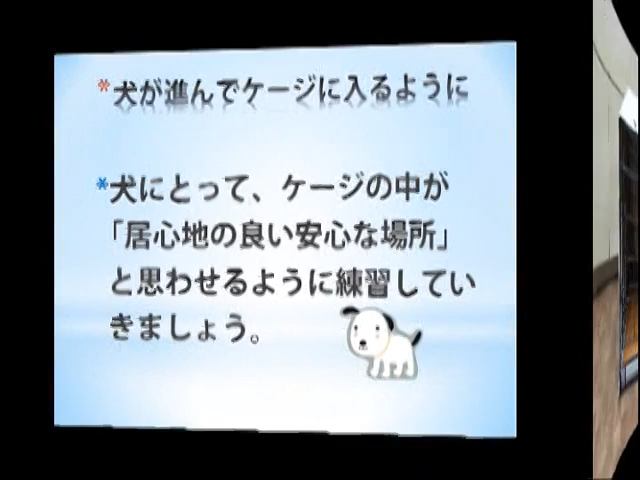 *犬が進んでケージに入るように
*犬にとって、ケージの中が
「居心地の良い安心な場所」
と思わせるように練習してい
きましょう。